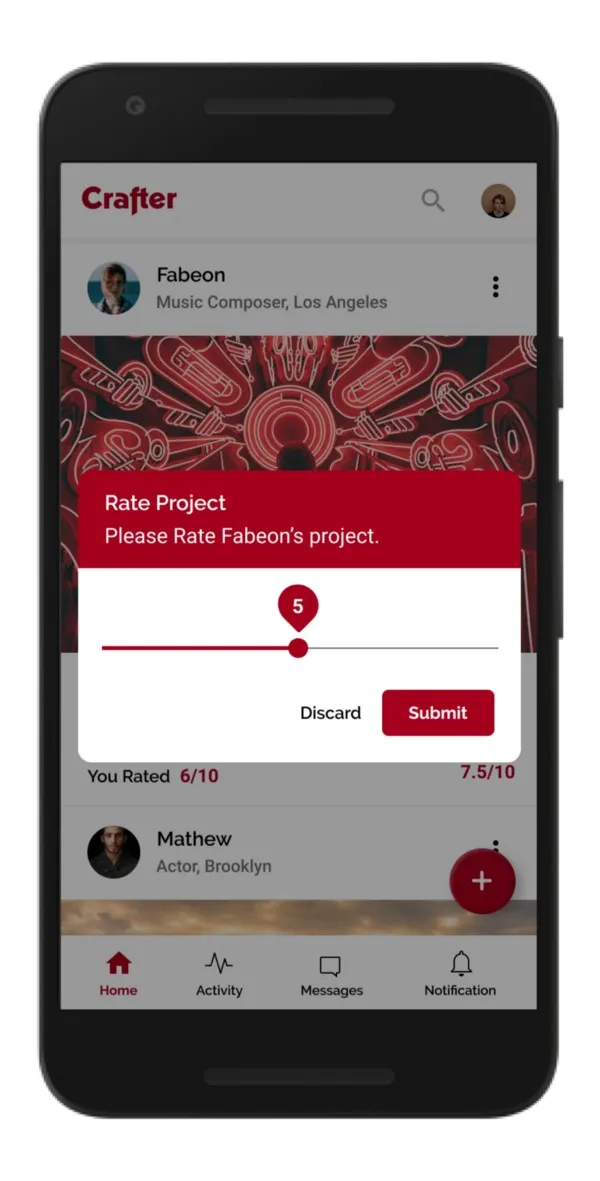 Crafter
Fabeon
Music Composer, Los Angeles
Rate Project
Please Rate Fabeon's project.
5
Discard Submit
You Rated 6/10 7.5/10
Mathew
Actor, Brooklyn
+
Home Activity Messages Notification